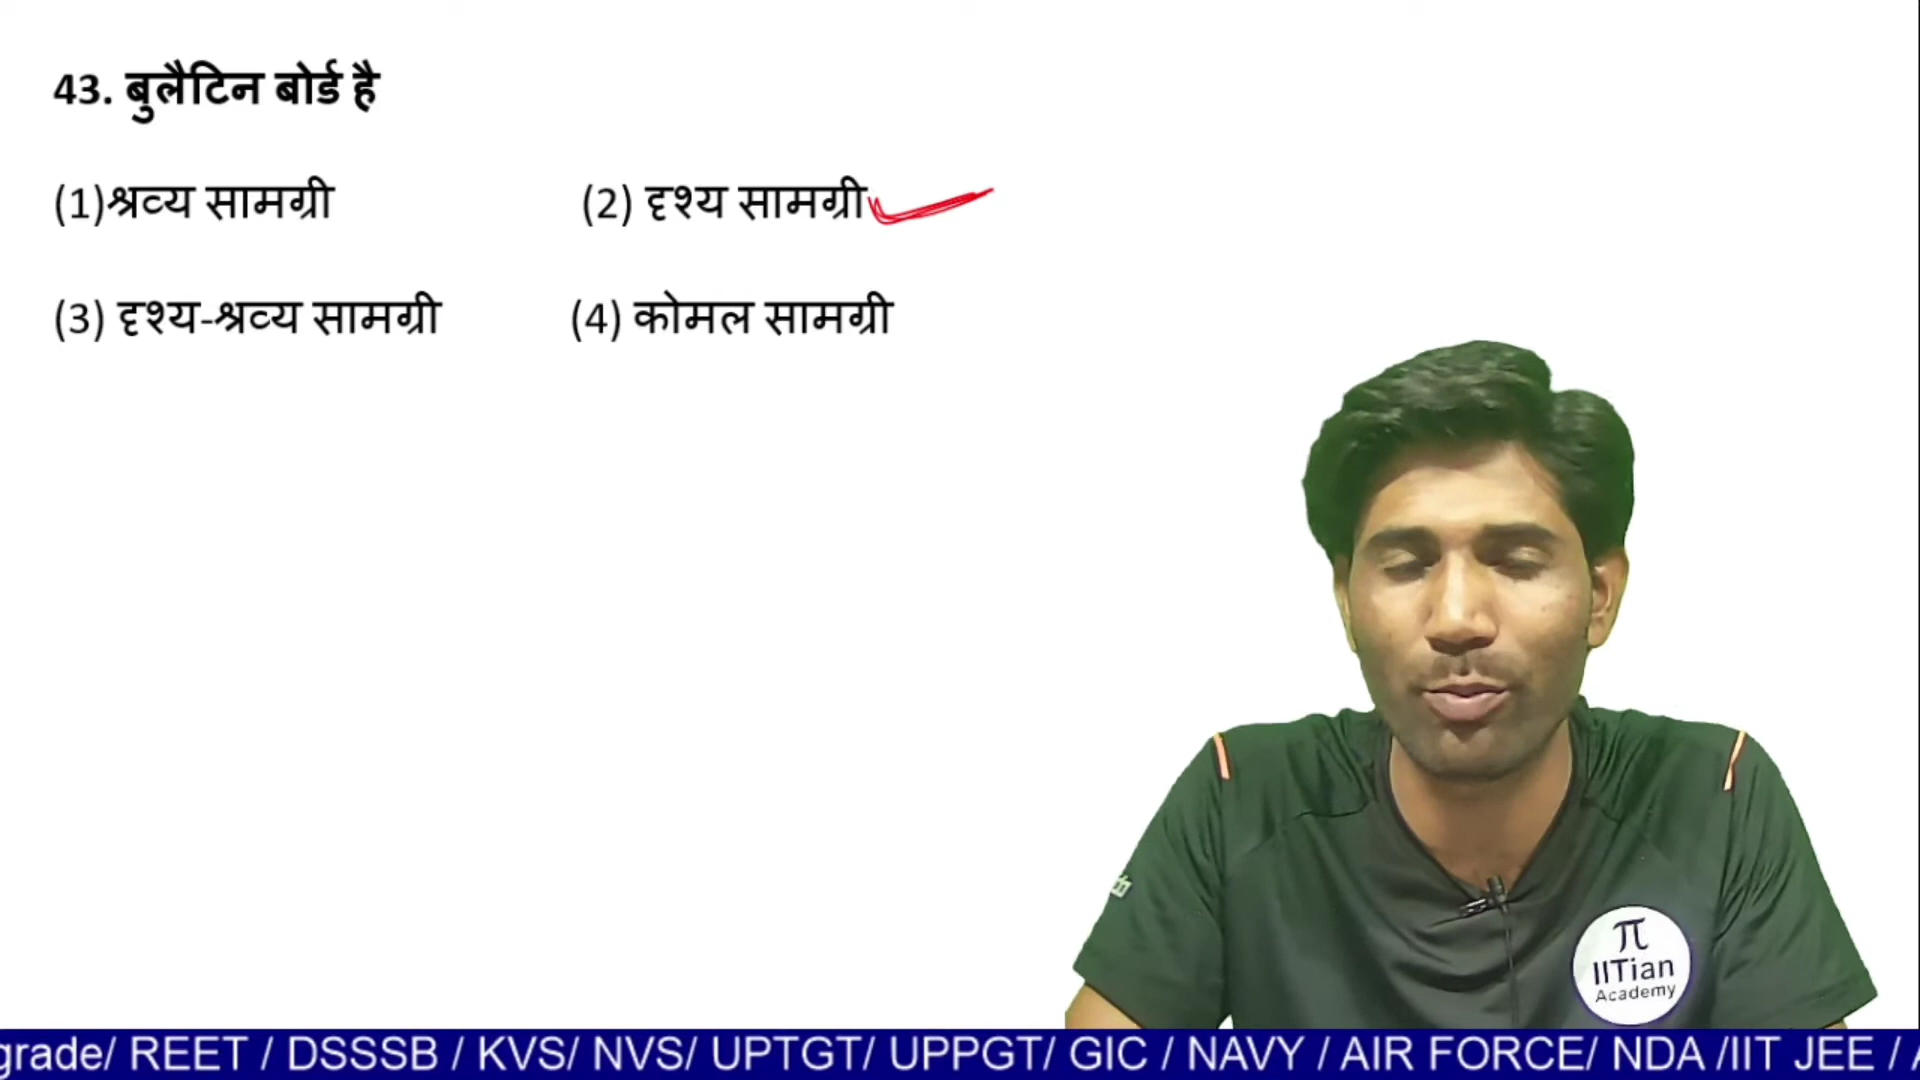 43. बुलैटिन बोर्ड है
(1)श्रव्य सामग्री (2) दृश्य सामग्री
(3) दृश्य-श्रव्य सामग्री (4) कोमल सामग्री
π
IITian
Academy
grade/ REET / DSSSB / KVS/ NVS/ UPTGT/ UPPGT/ GIC / NAVY / AIR FORCE/ NDA /IIT JEE /